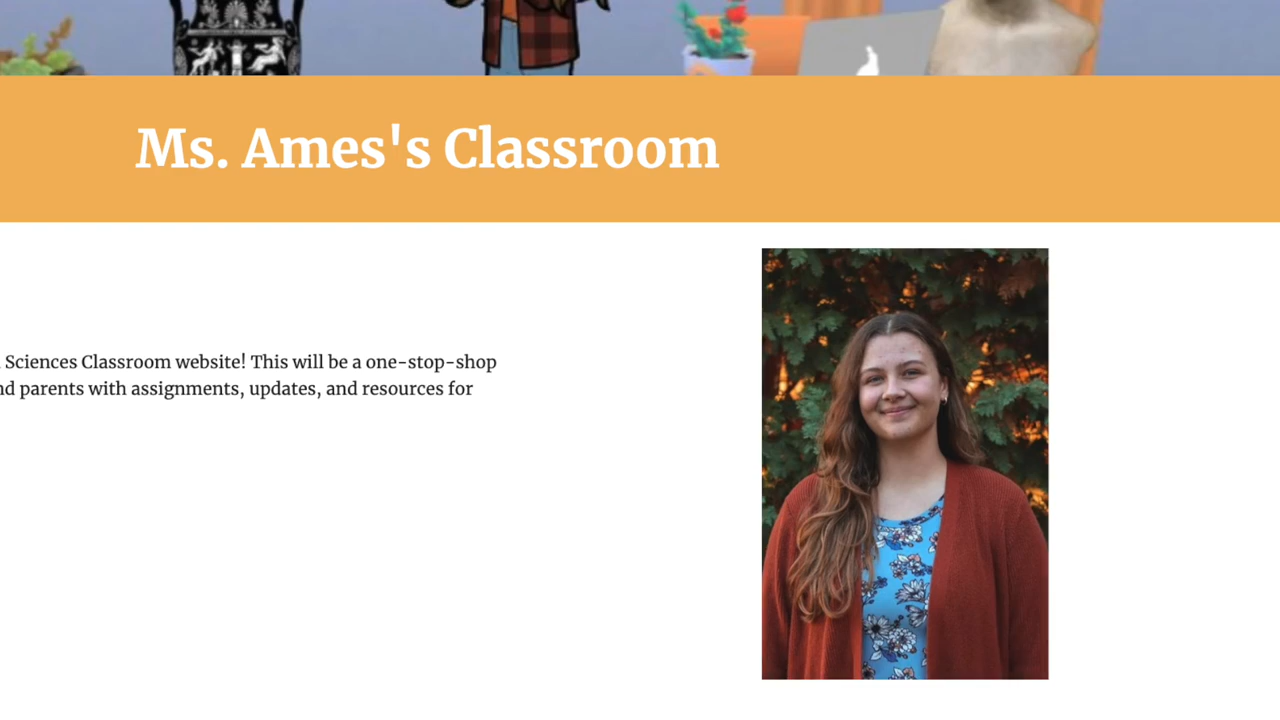 Ms. Ames's Classroom
Sciences Classroom website! This will be a one-stop-shop
parents with assignments, updates, and resources for